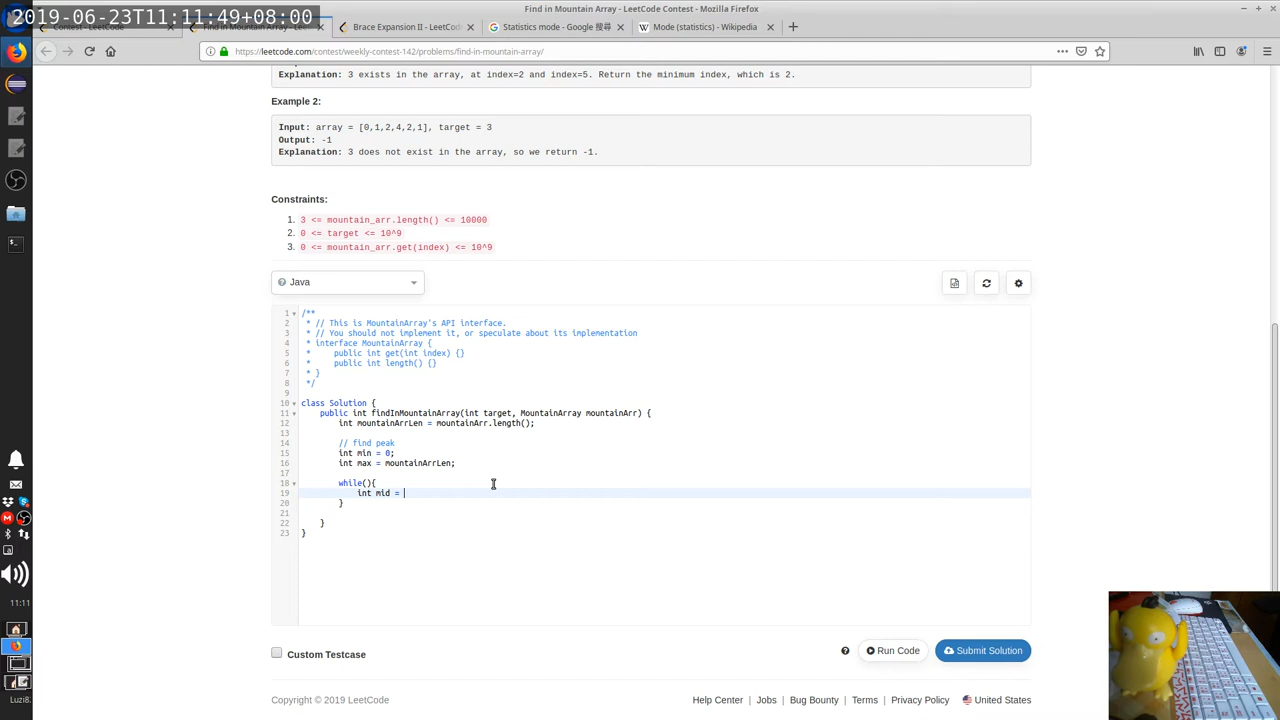 2019-06-23T11:11:49+08:00
Find in Mountain Array - LeetCode Contest - Mozilla Firefox
Contest - LeetCode
Find in Mountain Array - Leet
Brace Expansion II - LeetCode
Statistics mode - Google 搜尋
Mode (statistics) - Wikipedia
https://leetcode.com/contest/weekly-contest-142/problems/find-in-mountain-array/
Explanation: 3 exists in the array, at index=2 and index=5. Return the minimum index, which is 2.
Example 2:
Input: array = [0,1,2,4,2,1], target = 3
Output: -1
Explanation: 3 does not exist in the array, so we return -1.
Constraints:
1. 3 <= mountain_arr.length() <= 10000
2. 0 <= target <= 10^9
3. 0 <= mountain_arr.get(index) <= 10^9
Java
1 /**
2 * // This is MountainArray's API interface.
3 * // You should not implement it, or speculate about its implementation
4 * interface MountainArray {
5 * public int get(int index) {}
6 * public int length() {}
7 * }
8 */
9
10 class Solution {
11 public int findInMountainArray(int target, MountainArray mountainArr) {
12 int mountainArrLen = mountainArr.length();
13
14 // find peak
15 int min = 0;
16 int max = mountainArrLen;
17
18 while(){
19 int mid =
20 }
21
22 }
23 }
11:11
Custom Testcase
Run Code
Submit Solution
Copyright © 2019 LeetCode
Help Center | Jobs | Bug Bounty | Terms | Privacy Policy
United States
Luzi8